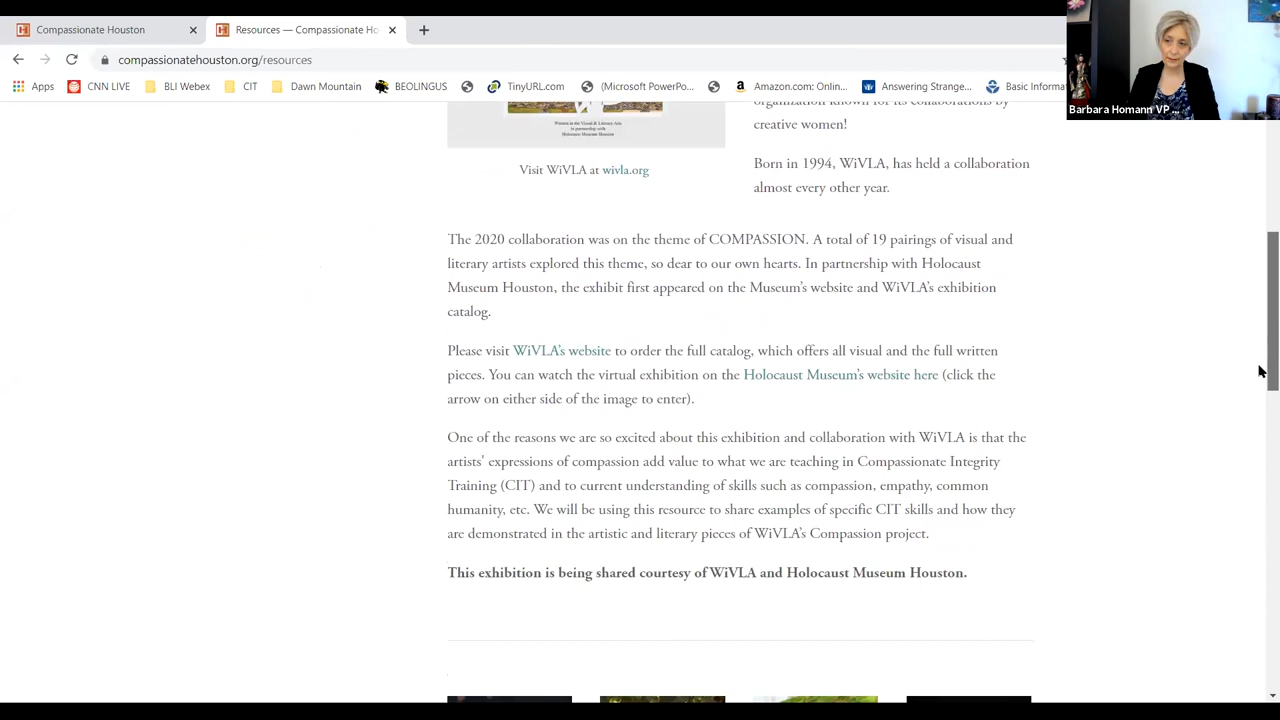 Compassionate Houston
Resources — Compassionate Ho
compassionatehouston.org/resources
Apps CNN LIVE BLI Webex CIT Dawn Mountain BEOLINGUS TinyURL.com (Microsoft PowerPo... Amazon.com: Onlin... Answering Strange... Basic Informa
Barbara Homann VP ...
organization known for its collaborations by
creative women!
Women in the Visual & Literary Arts
in partnership with
Holocaust Museum Houston
Visit WiVLA at wivla.org
Born in 1994, WiVLA, has held a collaboration
almost every other year.
The 2020 collaboration was on the theme of COMPASSION. A total of 19 pairings of visual and
literary artists explored this theme, so dear to our own hearts. In partnership with Holocaust
Museum Houston, the exhibit first appeared on the Museum's website and WiVLA's exhibition
catalog.
Please visit WiVLA's website to order the full catalog, which offers all visual and the full written
pieces. You can watch the virtual exhibition on the Holocaust Museum's website here (click the
arrow on either side of the image to enter).
One of the reasons we are so excited about this exhibition and collaboration with WiVLA is that the
artists' expressions of compassion add value to what we are teaching in Compassionate Integrity
Training (CIT) and to current understanding of skills such as compassion, empathy, common
humanity, etc. We will be using this resource to share examples of specific CIT skills and how they
are demonstrated in the artistic and literary pieces of WiVLA's Compassion project.
This exhibition is being shared courtesy of WiVLA and Holocaust Museum Houston.